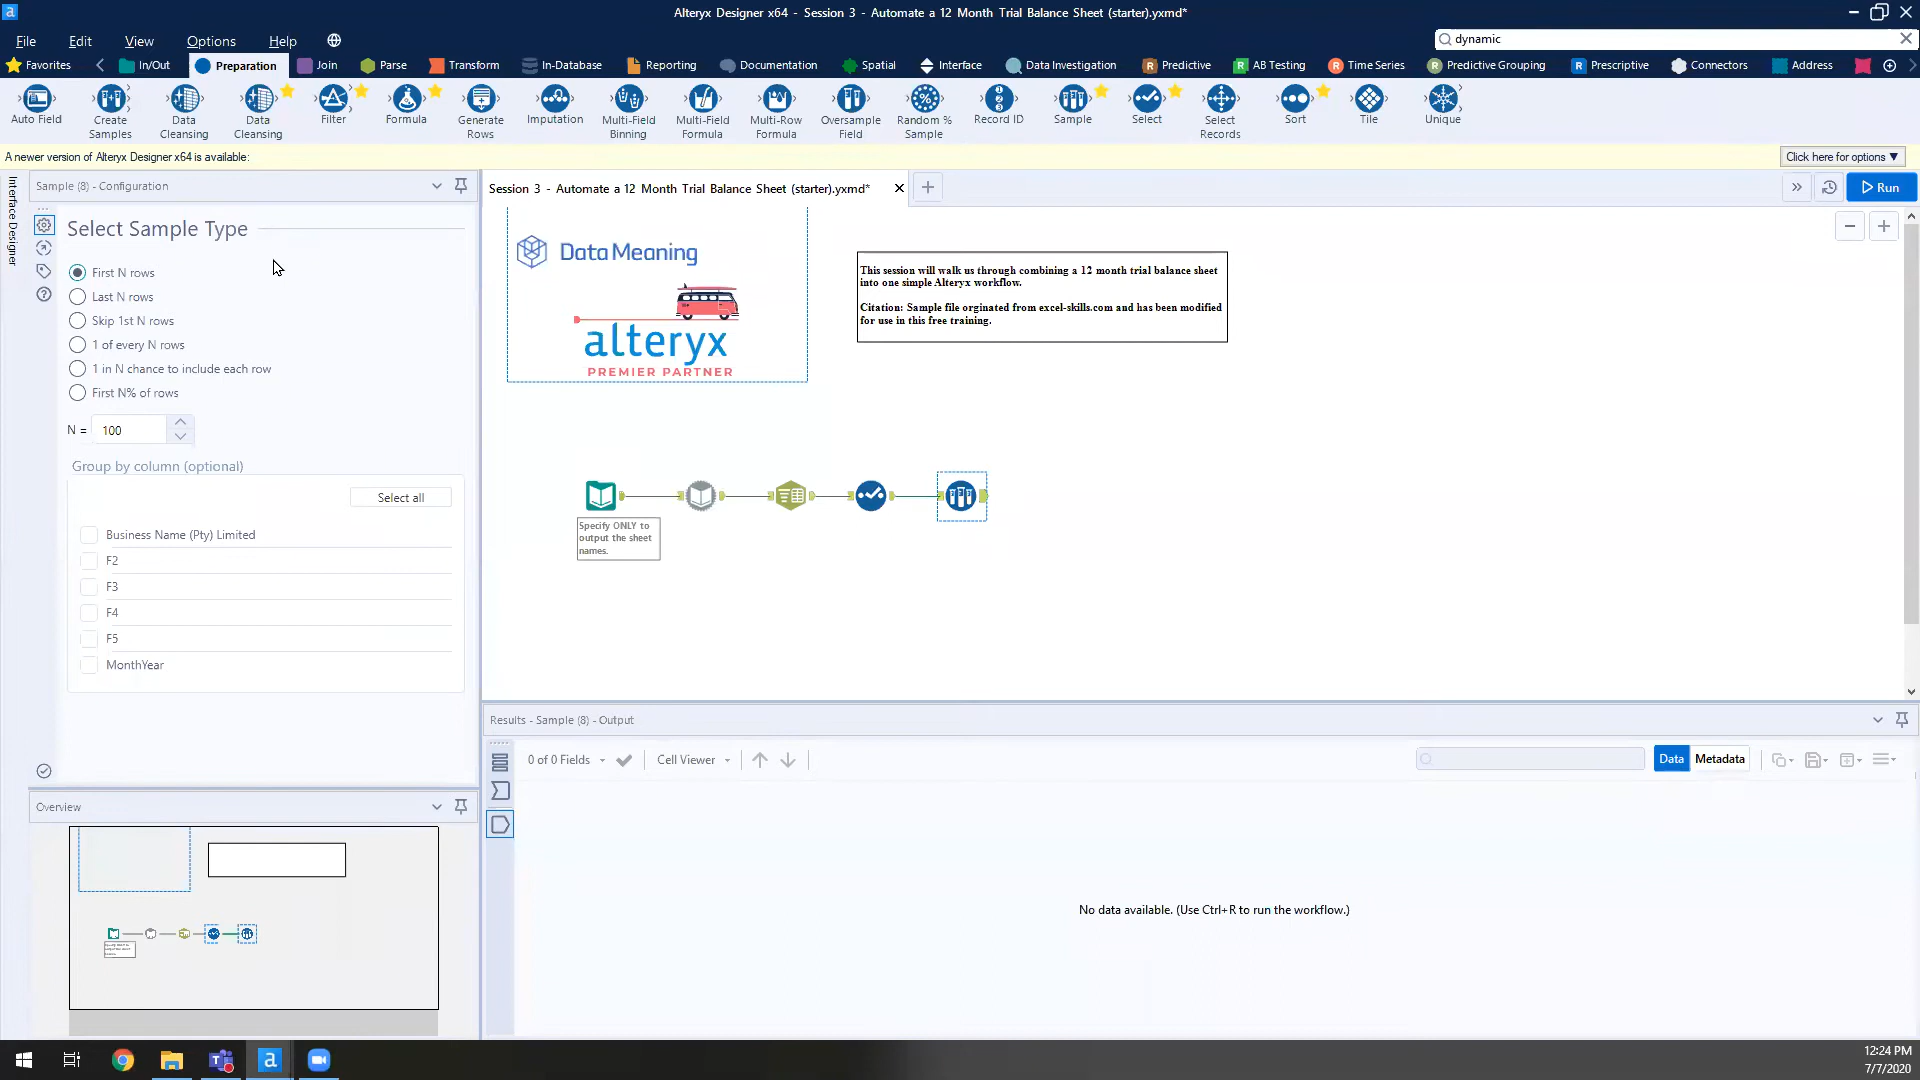 Alteryx Designer x64 - Session 3 - Automate a 12 Month Trial Balance Sheet (starter).yxmd*
File Edit View Options Help
dynamic
Favorites In/Out Preparation Join Parse Transform In-Database Reporting Documentation Spatial Interface Data Investigation Predictive AB Testing Time Series Predictive Grouping Prescriptive Connectors Address
Auto Field Create Samples Data Cleansing Data Cleansing Filter Formula Generate Rows Imputation Multi-Field Binning Multi-Field Formula Multi-Row Formula Oversample Field Random % Sample Record ID Sample Select Select Records Sort Tile Unique
A newer version of Alteryx Designer x64 is available:
Click here for options ▼
Interface Designer
Sample (8) - Configuration
Select Sample Type
First N rows
Last N rows
Skip 1st N rows
1 of every N rows
1 in N chance to include each row
First N% of rows
N = 100
Group by column (optional)
Select all
Business Name (Pty) Limited
F2
F3
F4
F5
MonthYear
Overview
Session 3 - Automate a 12 Month Trial Balance Sheet (starter).yxmd*
Run
Data Meaning
alteryx
PREMIER PARTNER
This session will walk us through combining a 12 month trial balance sheet
into one simple Alteryx workflow.
Citation: Sample file orginated from excel-skills.com and has been modified
for use in this free training.
Specify ONLY to
output the sheet
names.
Results - Sample (8) - Output
0 of 0 Fields Cell Viewer Data Metadata
No data available. (Use Ctrl+R to run the workflow.)
12:24 PM
7/7/2020